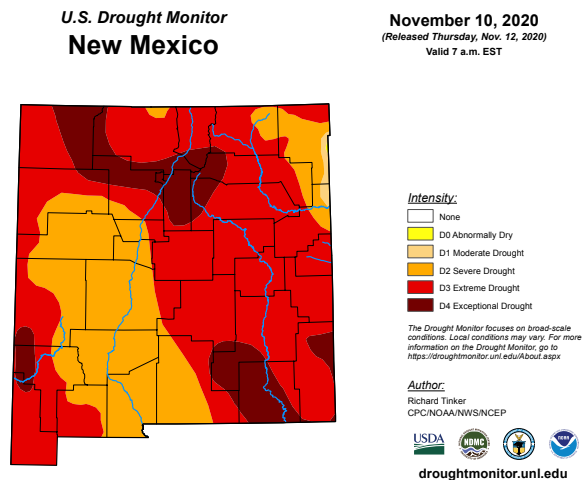 U.S. Drought Monitor
New Mexico
November 10, 2020
(Released Thursday, Nov. 12, 2020)
Valid 7 a.m. EST
Intensity:
None
D0 Abnormally Dry
D1 Moderate Drought
D2 Severe Drought
D3 Extreme Drought
D4 Exceptional Drought
The Drought Monitor focuses on broad-scale
conditions. Local conditions may vary. For more
information on the Drought Monitor, go to
https://droughtmonitor.unl.edu/About.aspx
Author:
Richard Tinker
CPC/NOAA/NWS/NCEP
USDA
NDMC
NOAA
droughtmonitor.unl.edu